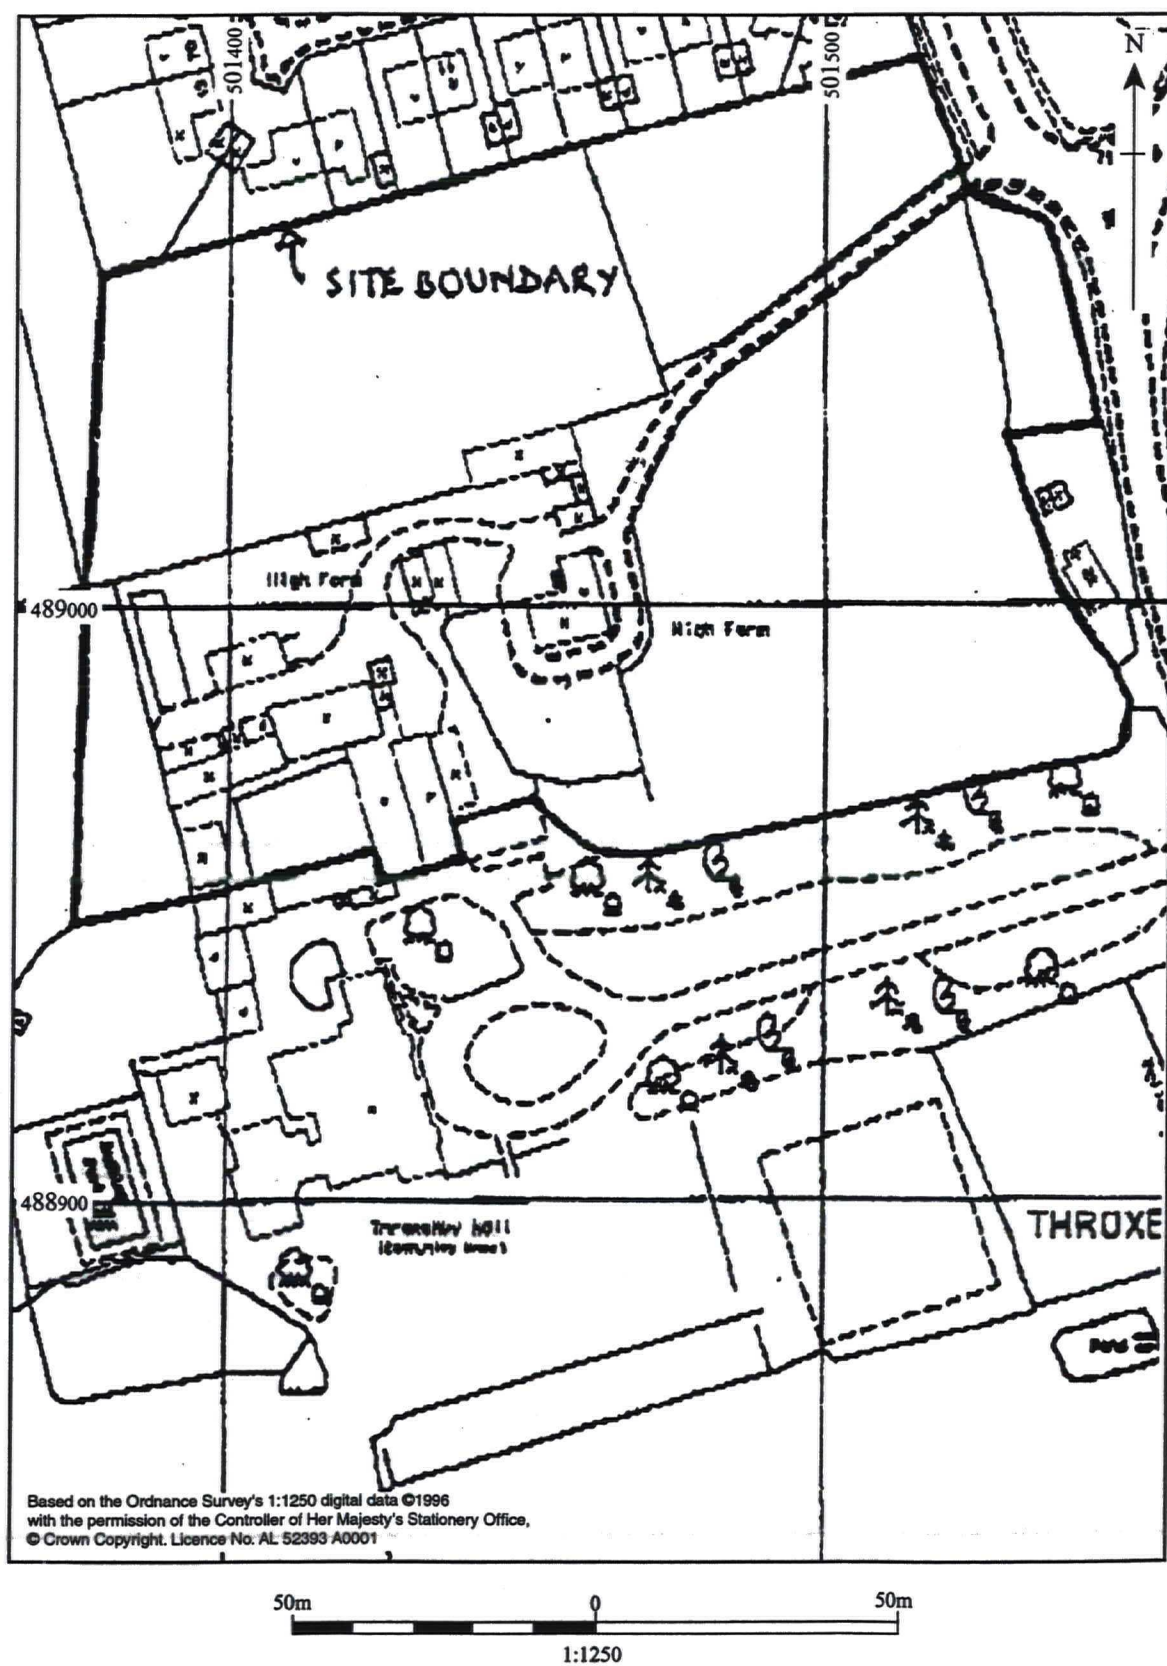 501400
501500
N
SITE BOUNDARY
High Farm
489000
High Farm
488900
Hall
THROXE
Based on the Ordnance Survey's 1:1250 digital data ©1996
with the permission of the Controller of Her Majesty's Stationery Office,
© Crown Copyright. Licence No. AL 52393 A0001
50m 0 50m
1:1250